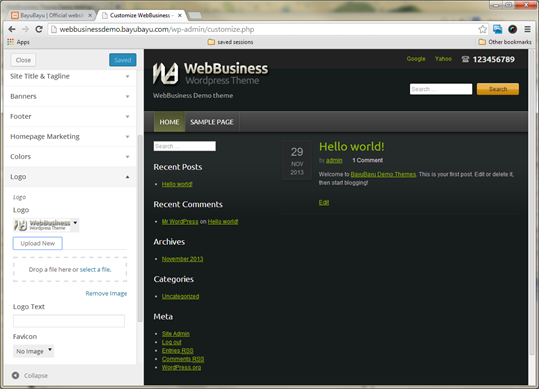 BayuBayu | Official websit
Customize WebBusiness -
webbusinessdemo.bayubayu.com/wp-admin/customize.php
Apps
saved sessions
Other bookmarks
Close
Saved
Site Title & Tagline
Banners
Footer
Homepage Marketing
Colors
Logo
Logo
Logo
WebBusiness
Wordpress Theme
Upload New
Drop a file here or select a file.
Remove Image
Logo Text
Favicon
No Image
Collapse
WebBusiness
Wordpress Theme
WebBusiness Demo theme
Google
Yahoo
123456789
Search...
Search
HOME
SAMPLE PAGE
Search...
Recent Posts
Hello world!
Recent Comments
Mr WordPress on Hello world!
Archives
November 2013
Categories
Uncategorized
Meta
Site Admin
Log out
Entries RSS
Comments RSS
WordPress.org
29
NOV
2013
Hello world!
by admin 1 Comment
Welcome to BayuBayu Demo Themes. This is your first post. Edit or delete it,
then start blogging!
Edit